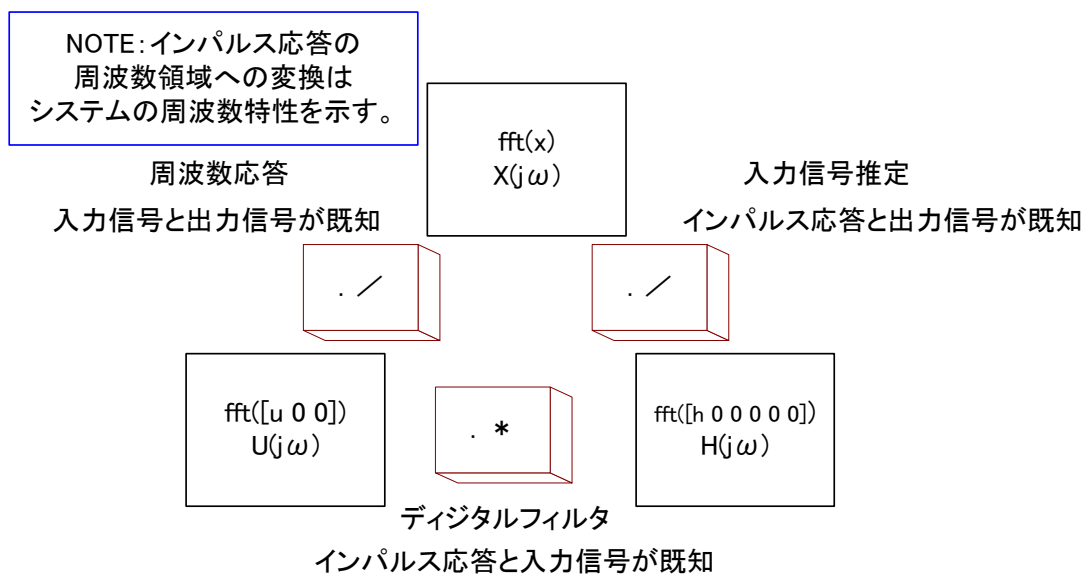 NOTE:インパルス応答の
周波数領域への変換は
システムの周波数特性を示す。
fft(x)
X(jω)
周波数応答
入力信号と出力信号が既知
入力信号推定
インパルス応答と出力信号が既知
. ／
. ／
fft([u 0 0])
U(jω)
. *
fft([h 0 0 0 0 0])
H(jω)
ディジタルフィルタ
インパルス応答と入力信号が既知